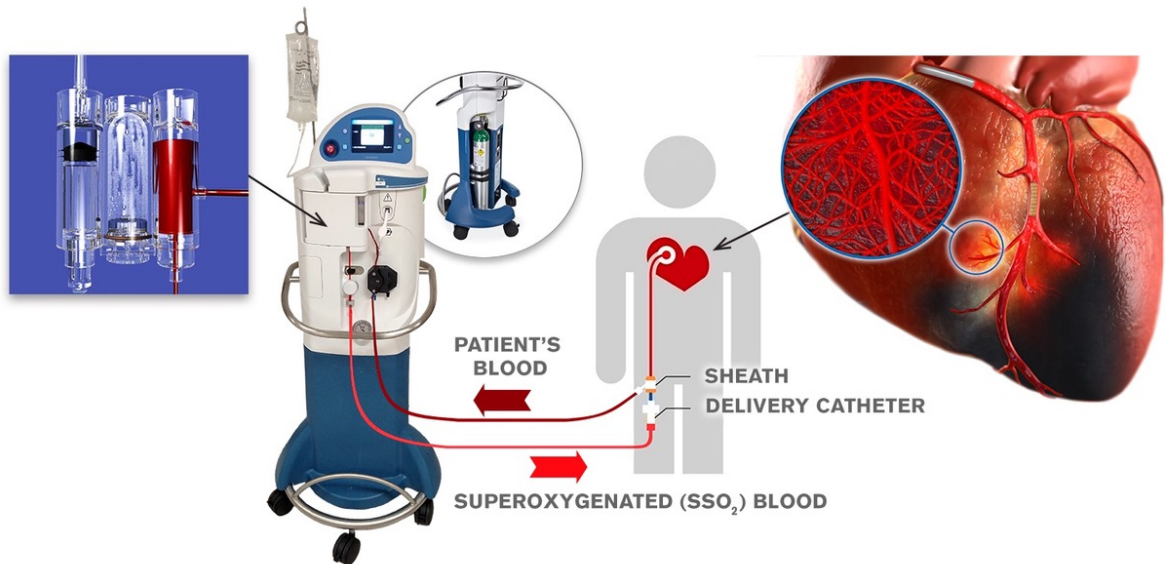 PATIENT'S
BLOOD
SHEATH
DELIVERY CATHETER
SUPEROXYGENATED (SSO₂) BLOOD